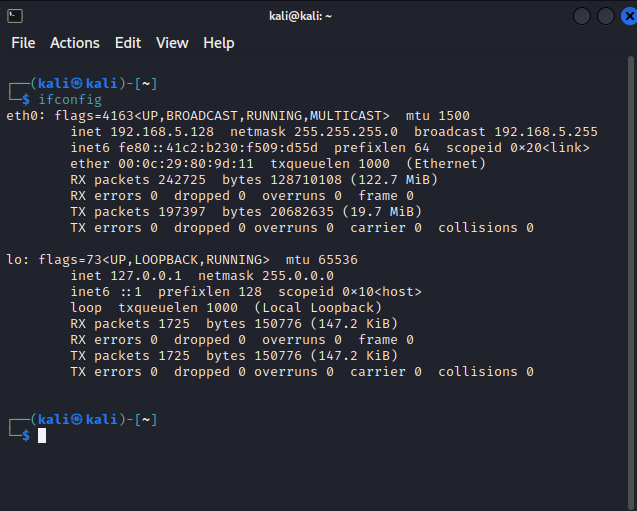 kali@kali: ~
File Actions Edit View Help
┌──(kali㉿kali)-[~]
└─$ ifconfig
eth0: flags=4163<UP,BROADCAST,RUNNING,MULTICAST>  mtu 1500
        inet 192.168.5.128  netmask 255.255.255.0  broadcast 192.168.5.255
        inet6 fe80::41c2:b230:f509:d55d  prefixlen 64  scopeid 0×20<link>
        ether 00:0c:29:80:9d:11  txqueuelen 1000  (Ethernet)
        RX packets 242725  bytes 128710108 (122.7 MiB)
        RX errors 0  dropped 0  overruns 0  frame 0
        TX packets 197397  bytes 20682635 (19.7 MiB)
        TX errors 0  dropped 0 overruns 0  carrier 0  collisions 0
lo: flags=73<UP,LOOPBACK,RUNNING>  mtu 65536
        inet 127.0.0.1  netmask 255.0.0.0
        inet6 ::1  prefixlen 128  scopeid 0×10<host>
        loop  txqueuelen 1000  (Local Loopback)
        RX packets 1725  bytes 150776 (147.2 KiB)
        RX errors 0  dropped 0  overruns 0  frame 0
        TX packets 1725  bytes 150776 (147.2 KiB)
        TX errors 0  dropped 0 overruns 0  carrier 0  collisions 0
┌──(kali㉿kali)-[~]
└─$